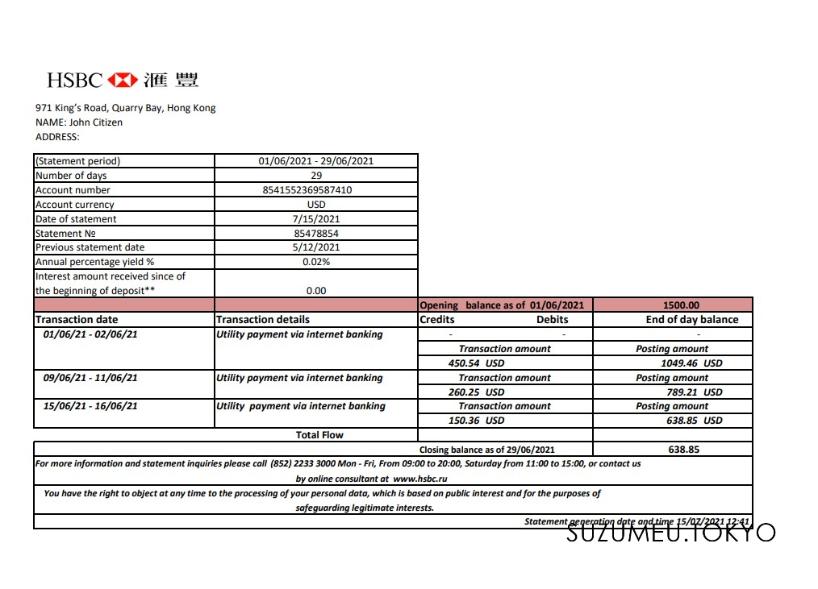 HSBC 滙豐
971 King's Road, Quarry Bay, Hong Kong
NAME: John Citizen
ADDRESS:
(Statement period) 01/06/2021 - 29/06/2021
Number of days 29
Account number 8541552369587410
Account currency USD
Date of statement 7/15/2021
Statement № 85478854
Previous statement date 5/12/2021
Annual percentage yield % 0.02%
Interest amount received since of
the beginning of deposit** 0.00
Opening balance as of 01/06/2021 1500.00
Transaction date Transaction details Credits Debits End of day balance
01/06/21 - 02/06/21 Utility payment via internet banking - - -
Transaction amount Posting amount
450.54 USD 1049.46 USD
09/06/21 - 11/06/21 Utility payment via internet banking Transaction amount Posting amount
260.25 USD 789.21 USD
15/06/21 - 16/06/21 Utility payment via internet banking Transaction amount Posting amount
150.36 USD 638.85 USD
Total Flow
Closing balance as of 29/06/2021 638.85
For more information and statement inquiries please call (852) 2233 3000 Mon - Fri, From 09:00 to 20:00, Saturday from 11:00 to 15:00, or contact us
by online consultant at www.hsbc.ru
You have the right to object at any time to the processing of your personal data, which is based on public interest and for the purposes of
safeguarding legitimate interests.
Statement generation date and time 15/07/2021 12:41
SUZUMEU.TOKYO